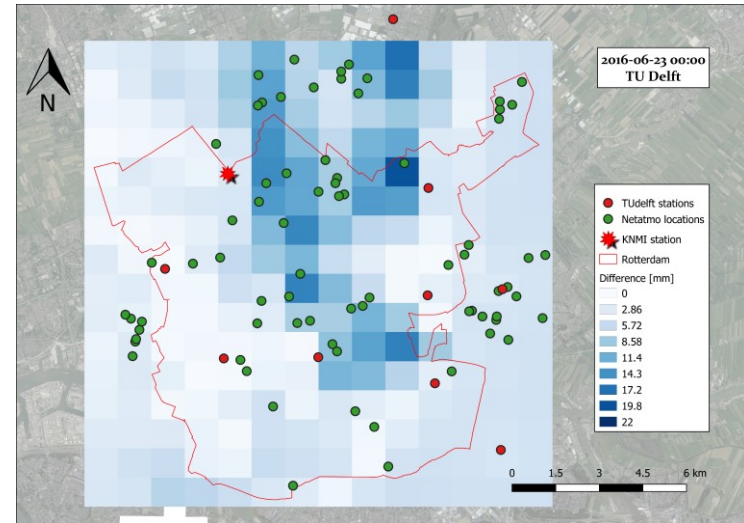 2016-06-23 00:00
TU Delft
N
TUdelft stations
Netatmo locations
KNMI station
Rotterdam
Difference [mm]
0
2.86
5.72
8.58
11.4
14.3
17.2
19.8
22
0 1.5 3 4.5 6 km